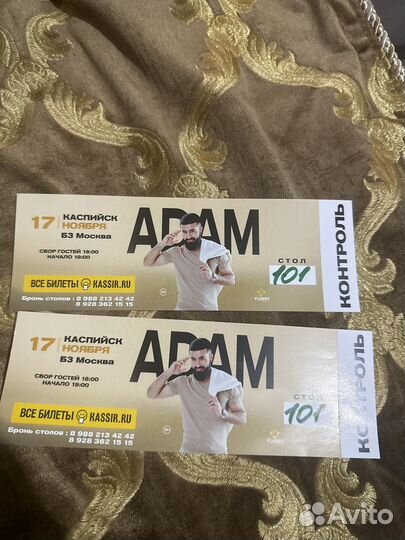 17 КАСПИЙСК
НОЯБРЯ
БЗ Москва
ADAM
СБОР ГОСТЕЙ 18:00
НАЧАЛО 19:00
СТОЛ
101
ВСЕ БИЛЕТЫ KASSIR.RU
Бронь столов : 8 988 213 42 42
8 928 362 15 15
КОНТРОЛЬ
17 КАСПИЙСК
НОЯБРЯ
БЗ Москва
ADAM
СБОР ГОСТЕЙ 18:00
НАЧАЛО 19:00
СТОЛ
101
ВСЕ БИЛЕТЫ KASSIR.RU
Бронь столов : 8 988 213 42 42
8 928 362 15 15
КОНТРОЛЬ
Avito